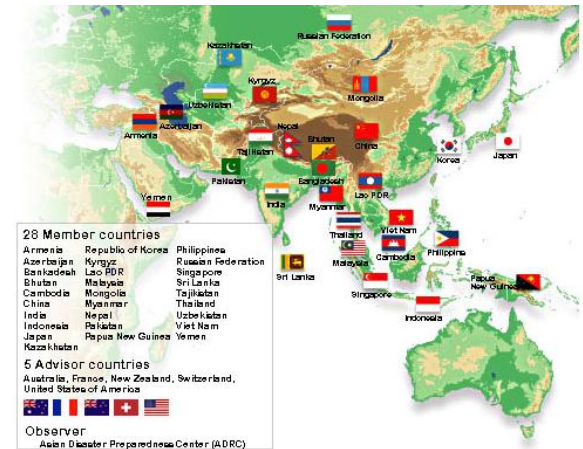 Russian Federation
Kazakhstan
Kyrgyz
Mongolia
Uzbekistan
Azerbaijan
Armenia
Tajikistan
Nepal
Bhutan
China
Korea
Japan
Pakistan
Bangladesh
Lao PDR
Yemen
India
Myanmar
Thailand
Viet Nam
Malaysia
Cambodia
Philippine
Sri Lanka
Singapore
Papua
New Guinea
Indonesia
28 Member countries
Armenia Republic of Korea Philippines
Azerbaijan Kyrgyz Russian Federation
Bankadesh Lao PDR Singapore
Bhutan Malaysia Sri Lanka
Cambodia Mongolia Tajikistan
China Myanmar Thailand
India Nepal Uzbekistan
Indonesia Pakistan Viet Nam
Japan Papua New Guinea Yemen
Kazakhstan
5 Advisor countries
Australia, France, New Zealand, Switzerland,
United States of America
Observer
Asian Disaster Preparedness Center (ADRC)